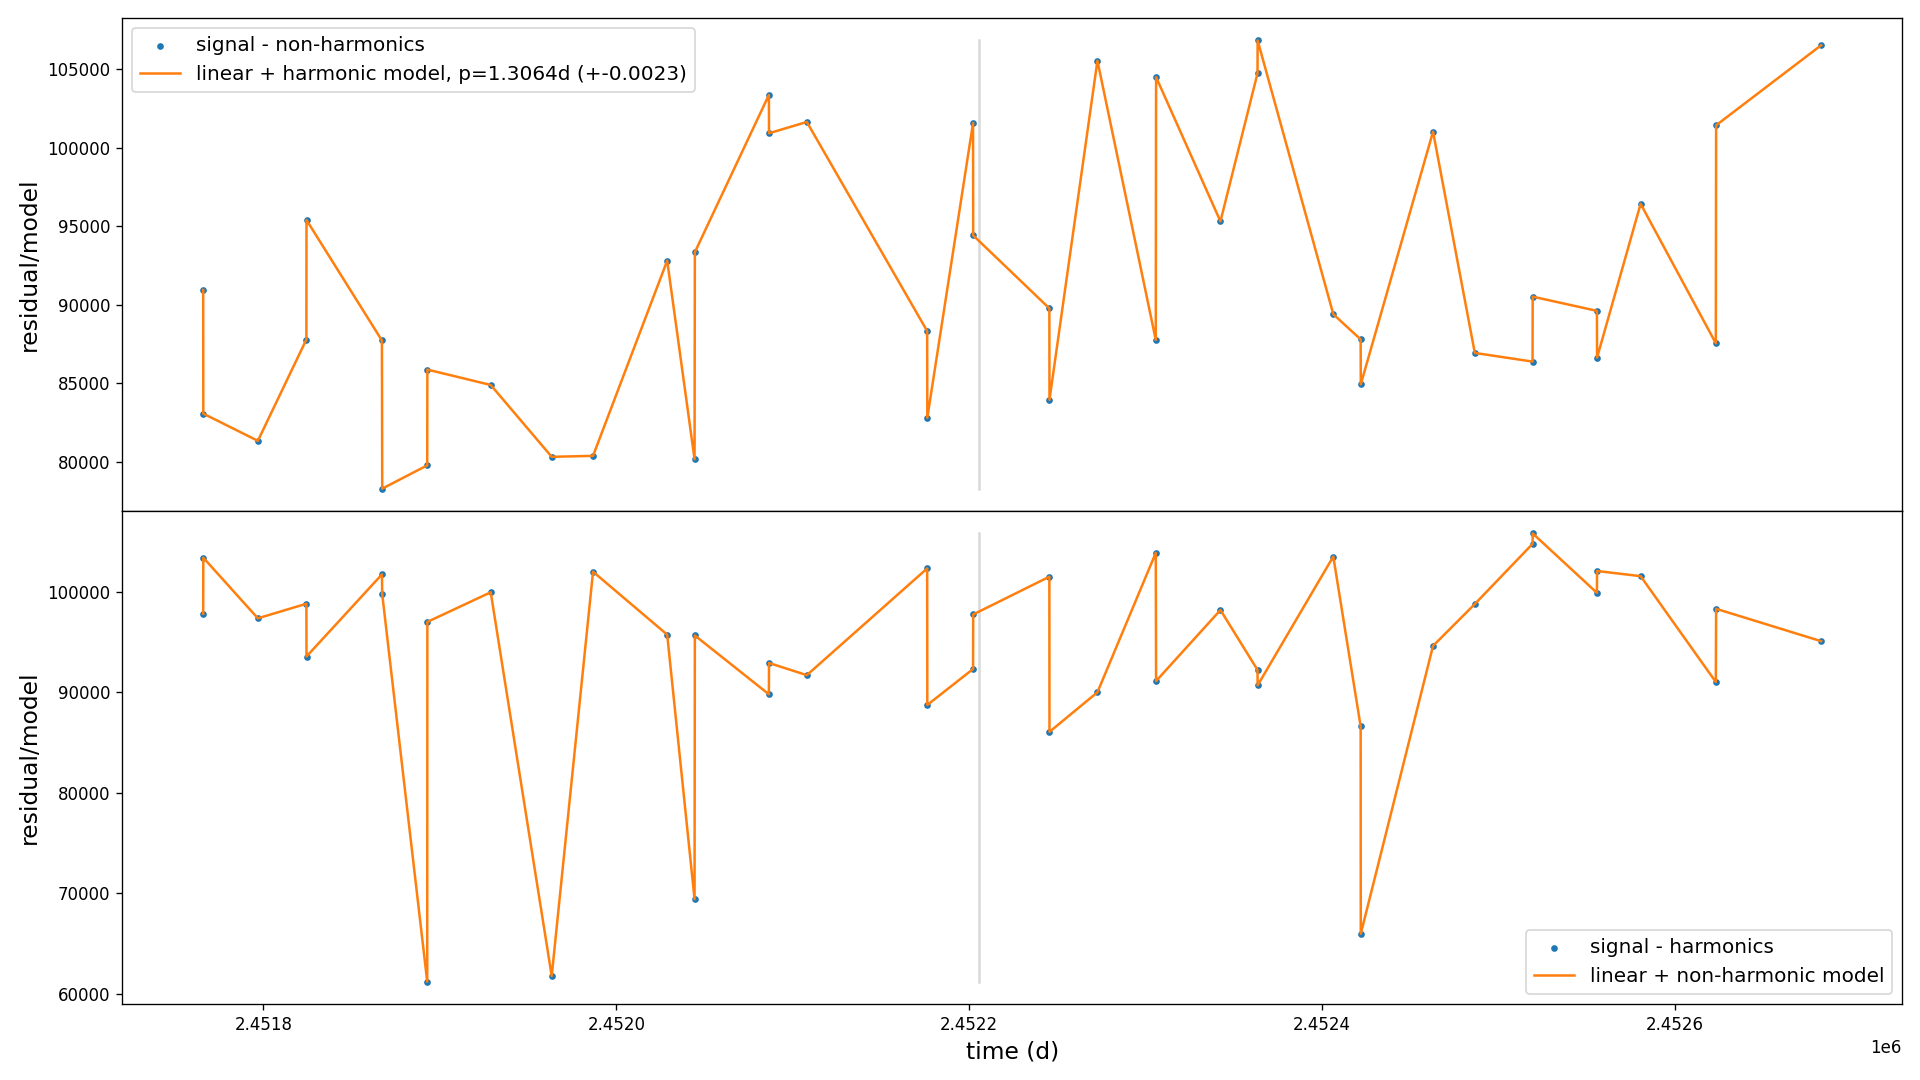 signal - non-harmonics
linear + harmonic model, p=1.3064d (+-0.0023)
105000
100000
95000
90000
85000
80000
residual/model
100000
90000
80000
70000
60000
residual/model
signal - harmonics
linear + non-harmonic model
2.4518
2.4520
2.4522
2.4524
2.4526
time (d)
1e6